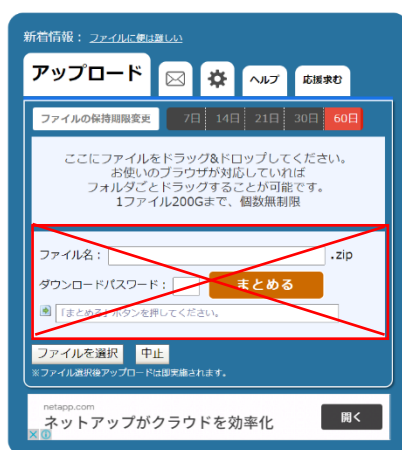 新着情報： ファイルに便は難しい
アップロード ヘルプ 応援求む
ファイルの保持期限変更 7日 14日 21日 30日 60日
ここにファイルをドラッグ&ドロップしてください。
お使いのブラウザが対応していれば
フォルダごとドラッグすることが可能です。
1ファイル200Gまで、個数無制限
ファイル名： .zip
ダウンロードパスワード： まとめる
「まとめる」ボタンを押してください。
ファイルを選択 中止
※ファイル選択後アップロードは即実施されます。
netapp.com
ネットアップがクラウドを効率化 開く